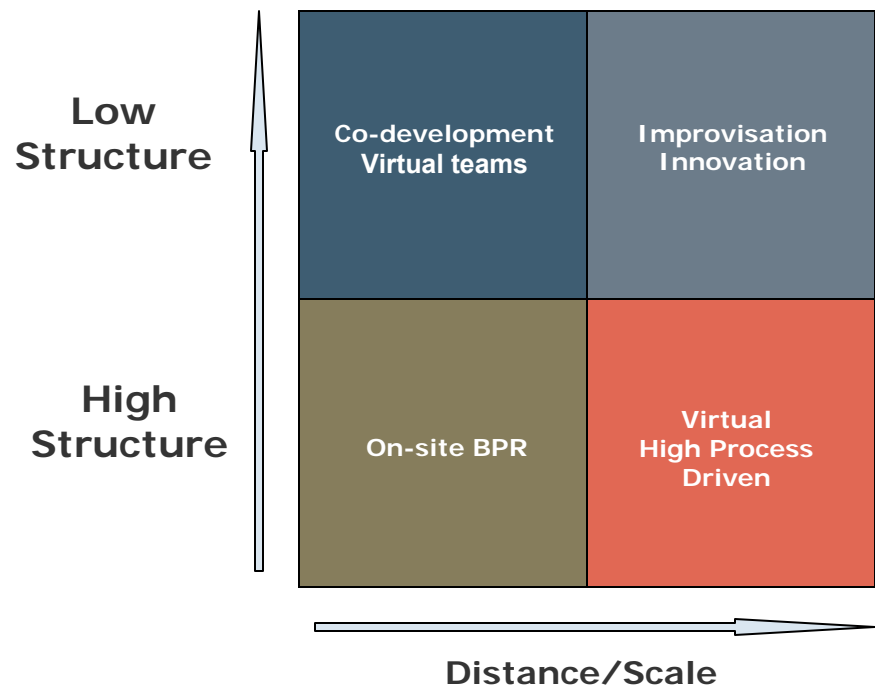 Low
Structure
Co-development
Virtual teams
Improvisation
Innovation
High
Structure
On-site BPR
Virtual
High Process
Driven
Distance/Scale